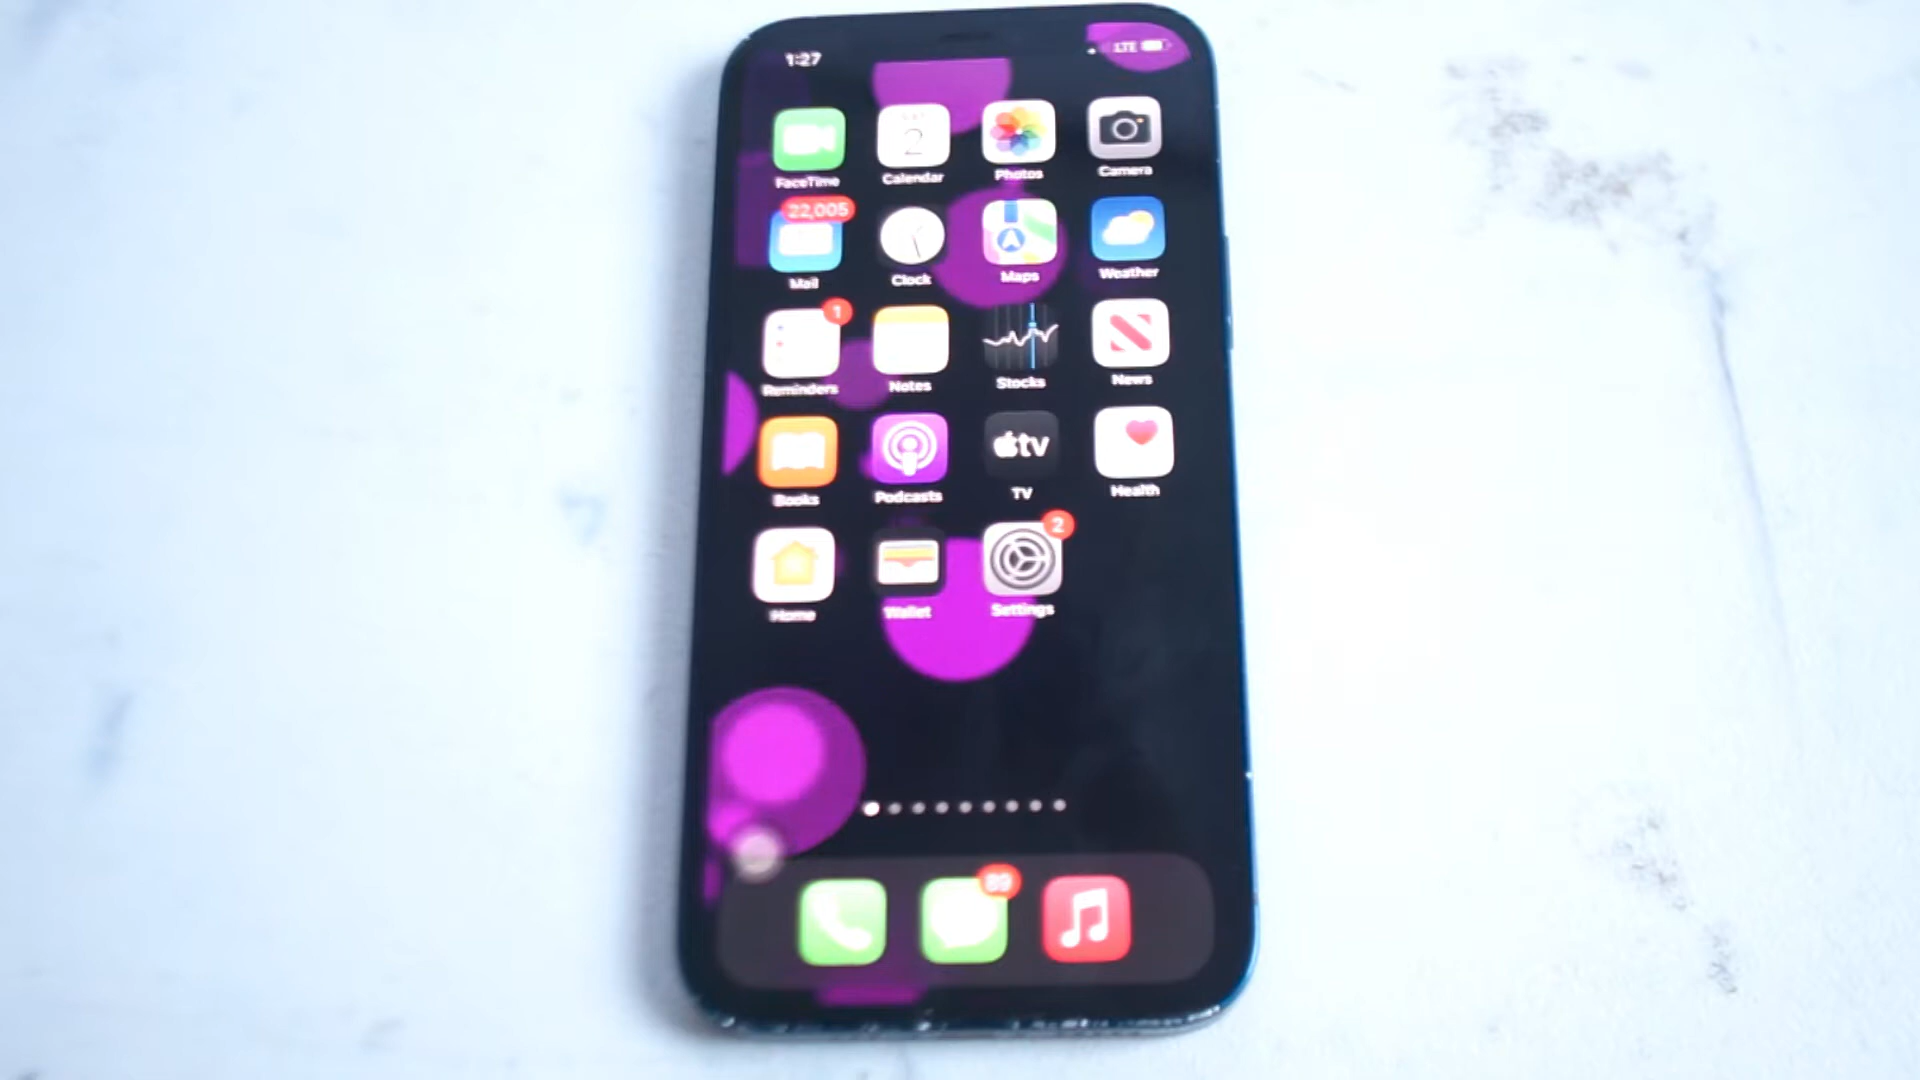 1:27
LTE
FaceTime Calendar Photos Camera
2
22,005
Mail Clock Maps Weather
1
Reminders Notes Stocks News
tv
Books Podcasts TV Health
2
Home Wallet Settings
89